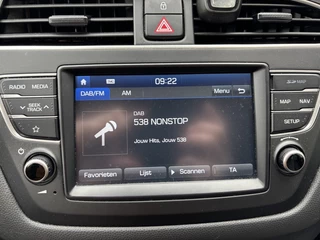 09:22
DAB/FM
AM
Menu
RADIO
MEDIA
MAP
NAV
SEEK
TRACK
SETUP
DAB
538 NONSTOP
Jouw Hits, Jouw 538
Favorieten
Lijst
Scannen
TA